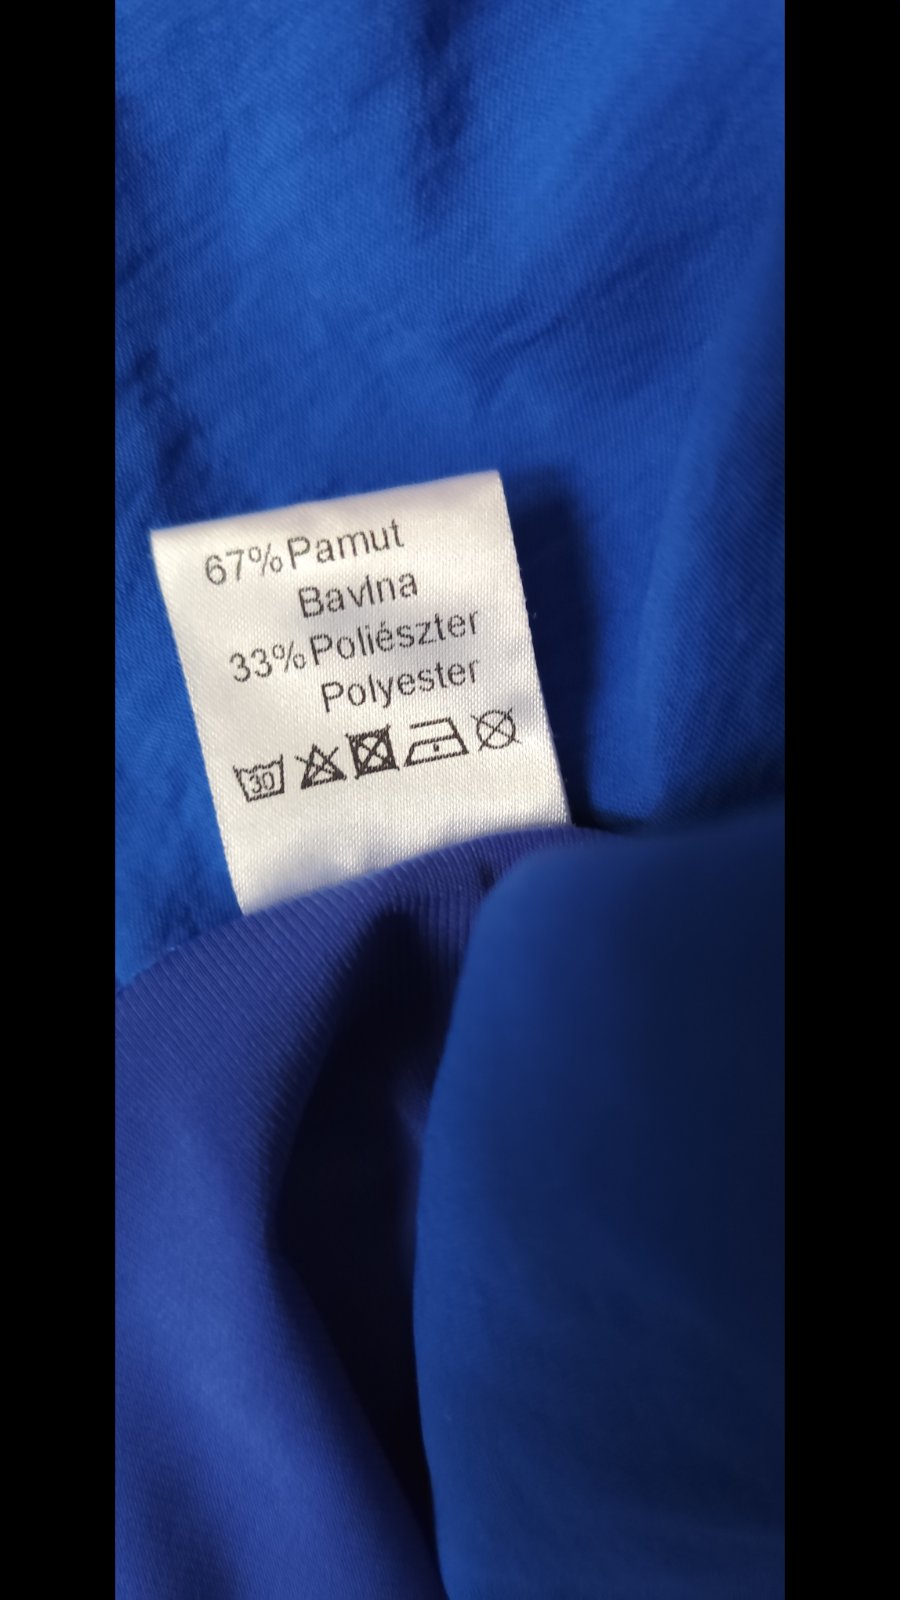 67% Pamut
Bavlna
33% Poliészter
Polyester
30